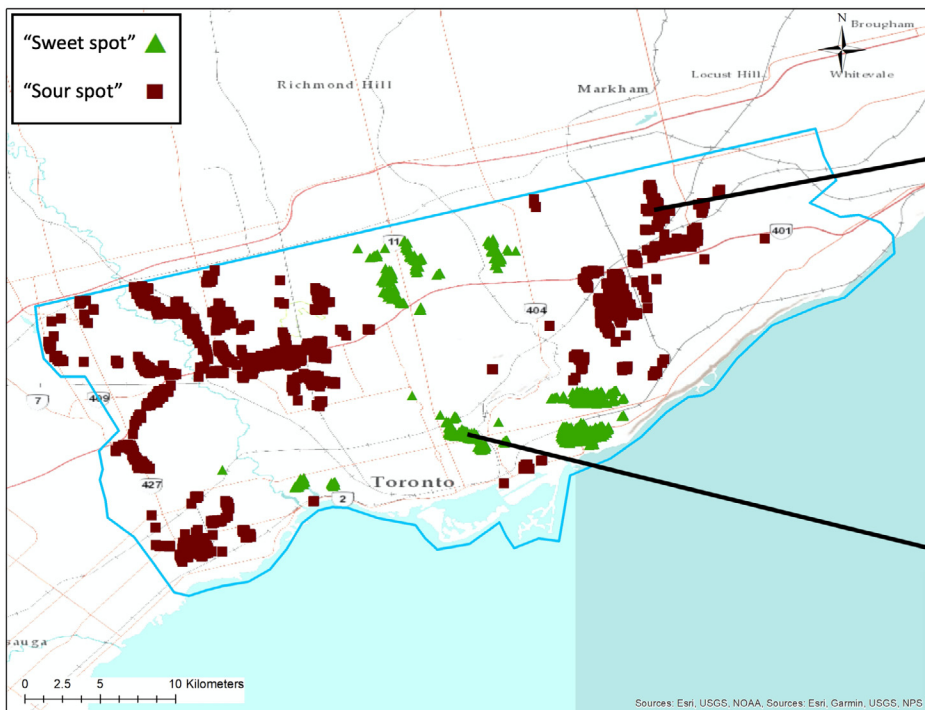 “Sweet spot”
“Sour spot”
N
Brougham
Richmond Hill
Markham
Locust Hill
Whitevale
11
401
404
7
409
427
Toronto
2
auga
0 2.5 5 10 Kilometers
Sources: Esri, USGS, NOAA, Sources: Esri, Garmin, USGS, NPS